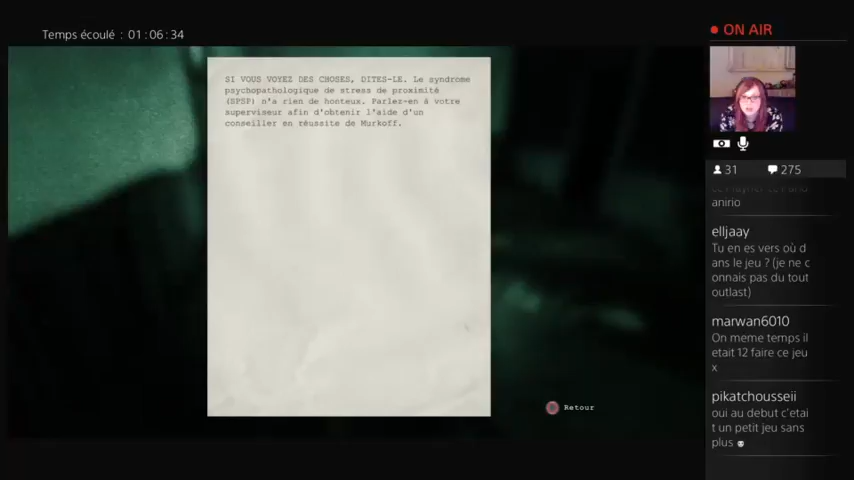 Temps écoulé : 01:06:34
SI VOUS VOYEZ DES CHOSES, DITES-LE. Le syndrome
psychopathologique de stress de proximité
(SPSP) n'a rien de honteux. Parlez-en à votre
superviseur afin d'obtenir l'aide d'un
conseiller en réussite de Murkoff.
Retour
ON AIR
31 275
anirio
elljaay
Tu en es vers où d
ans le jeu ? (je ne c
onnais pas du tout
outlast)
marwan6010
On meme temps il
etait 12 faire ce jeu
x
pikatchousseii
oui au debut c'etai
t un petit jeu sans
plus